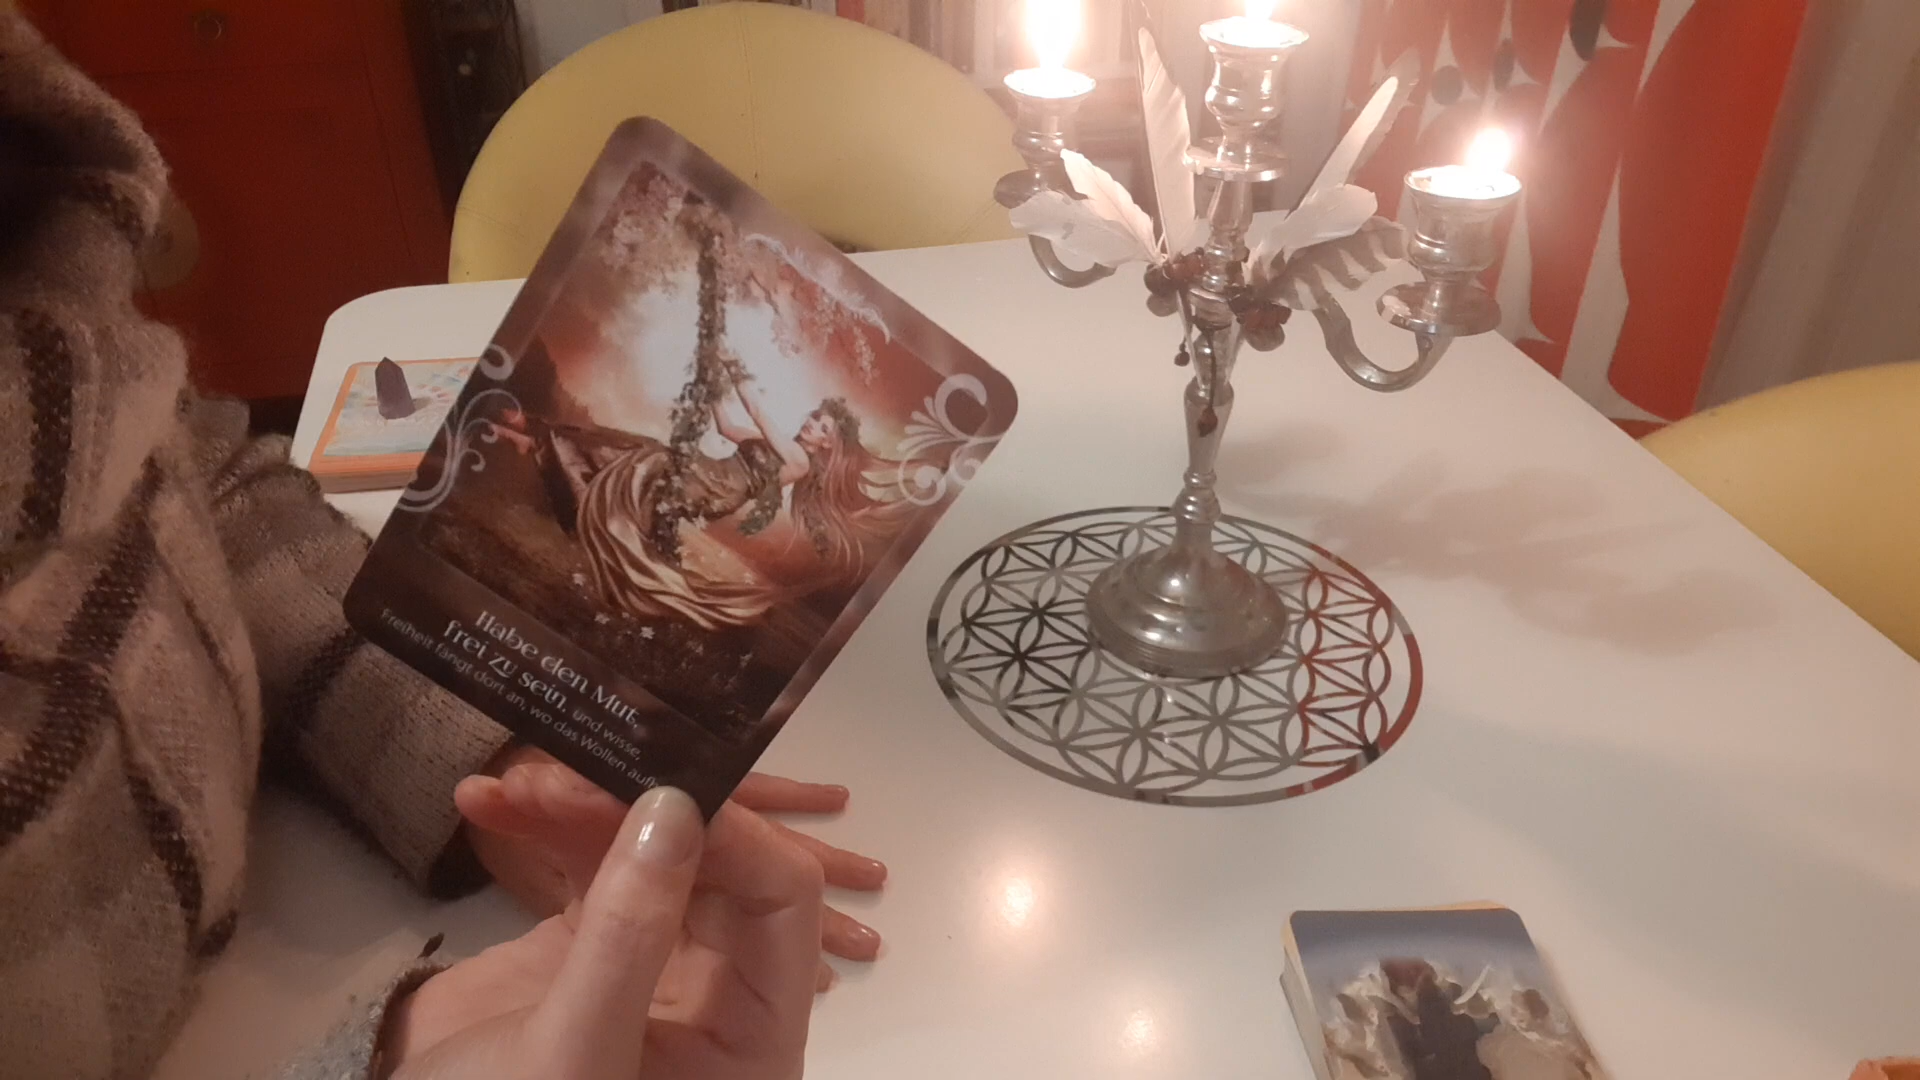 Habe den Mut,
frei zu sein, und wisse,
Freiheit fängt dort an, wo das Wollen